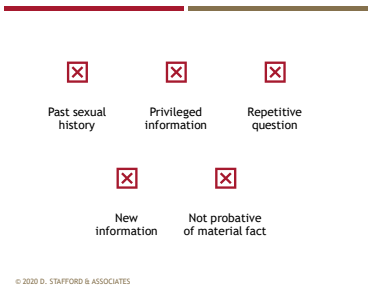 Past sexual
history
Privileged
information
Repetitive
question
New
information
Not probative
of material fact
© 2020 D. STAFFORD & ASSOCIATES